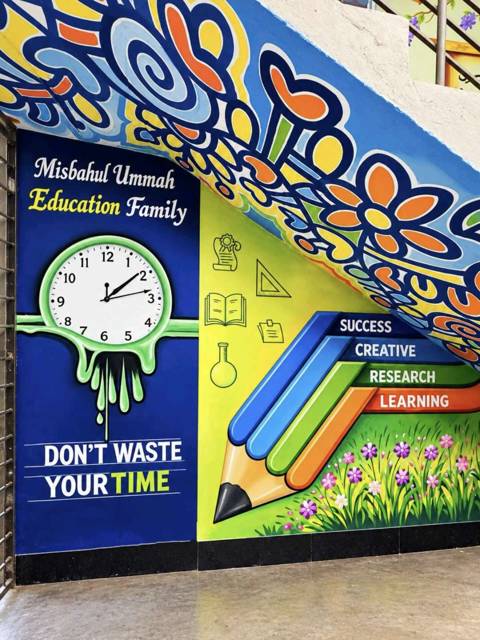 Misbahul Ummah
Education Family
12
1
2
3
4
5
6
7
8
9
10
11
DON'T WASTE
YOUR TIME
SUCCESS
CREATIVE
RESEARCH
LEARNING